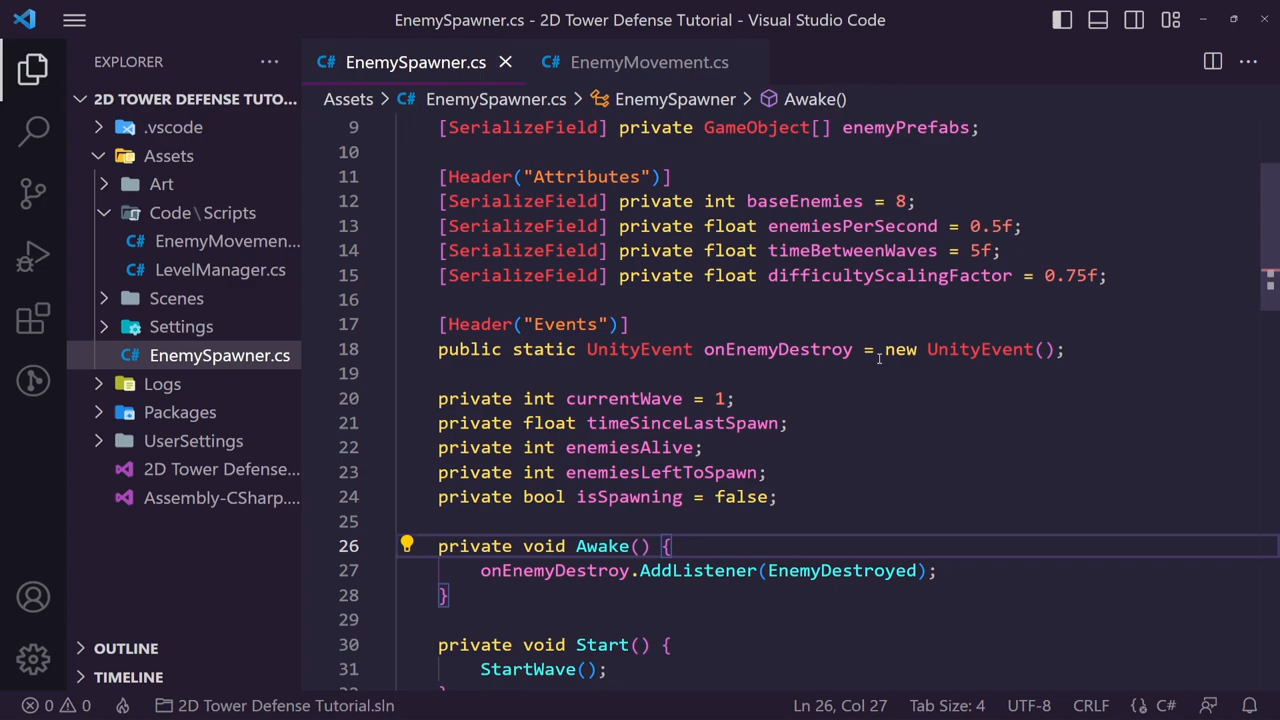 EnemySpawner.cs - 2D Tower Defense Tutorial - Visual Studio Code
EXPLORER
2D TOWER DEFENSE TUTO...
.vscode
Assets
Art
Code\Scripts
EnemyMovemen...
LevelManager.cs
Scenes
Settings
EnemySpawner.cs
Logs
Packages
UserSettings
2D Tower Defense...
Assembly-CSharp....
OUTLINE
TIMELINE
EnemySpawner.cs
EnemyMovement.cs
Assets > EnemySpawner.cs > EnemySpawner > Awake()
9 [SerializeField] private GameObject[] enemyPrefabs;
10
11 [Header("Attributes")]
12 [SerializeField] private int baseEnemies = 8;
13 [SerializeField] private float enemiesPerSecond = 0.5f;
14 [SerializeField] private float timeBetweenWaves = 5f;
15 [SerializeField] private float difficultyScalingFactor = 0.75f;
16
17 [Header("Events")]
18 public static UnityEvent onEnemyDestroy = new UnityEvent();
19
20 private int currentWave = 1;
21 private float timeSinceLastSpawn;
22 private int enemiesAlive;
23 private int enemiesLeftToSpawn;
24 private bool isSpawning = false;
25
26 private void Awake() {
27 onEnemyDestroy.AddListener(EnemyDestroyed);
28 }
29
30 private void Start() {
31 StartWave();
0 0 2D Tower Defense Tutorial.sln Ln 26, Col 27 Tab Size: 4 UTF-8 CRLF C#